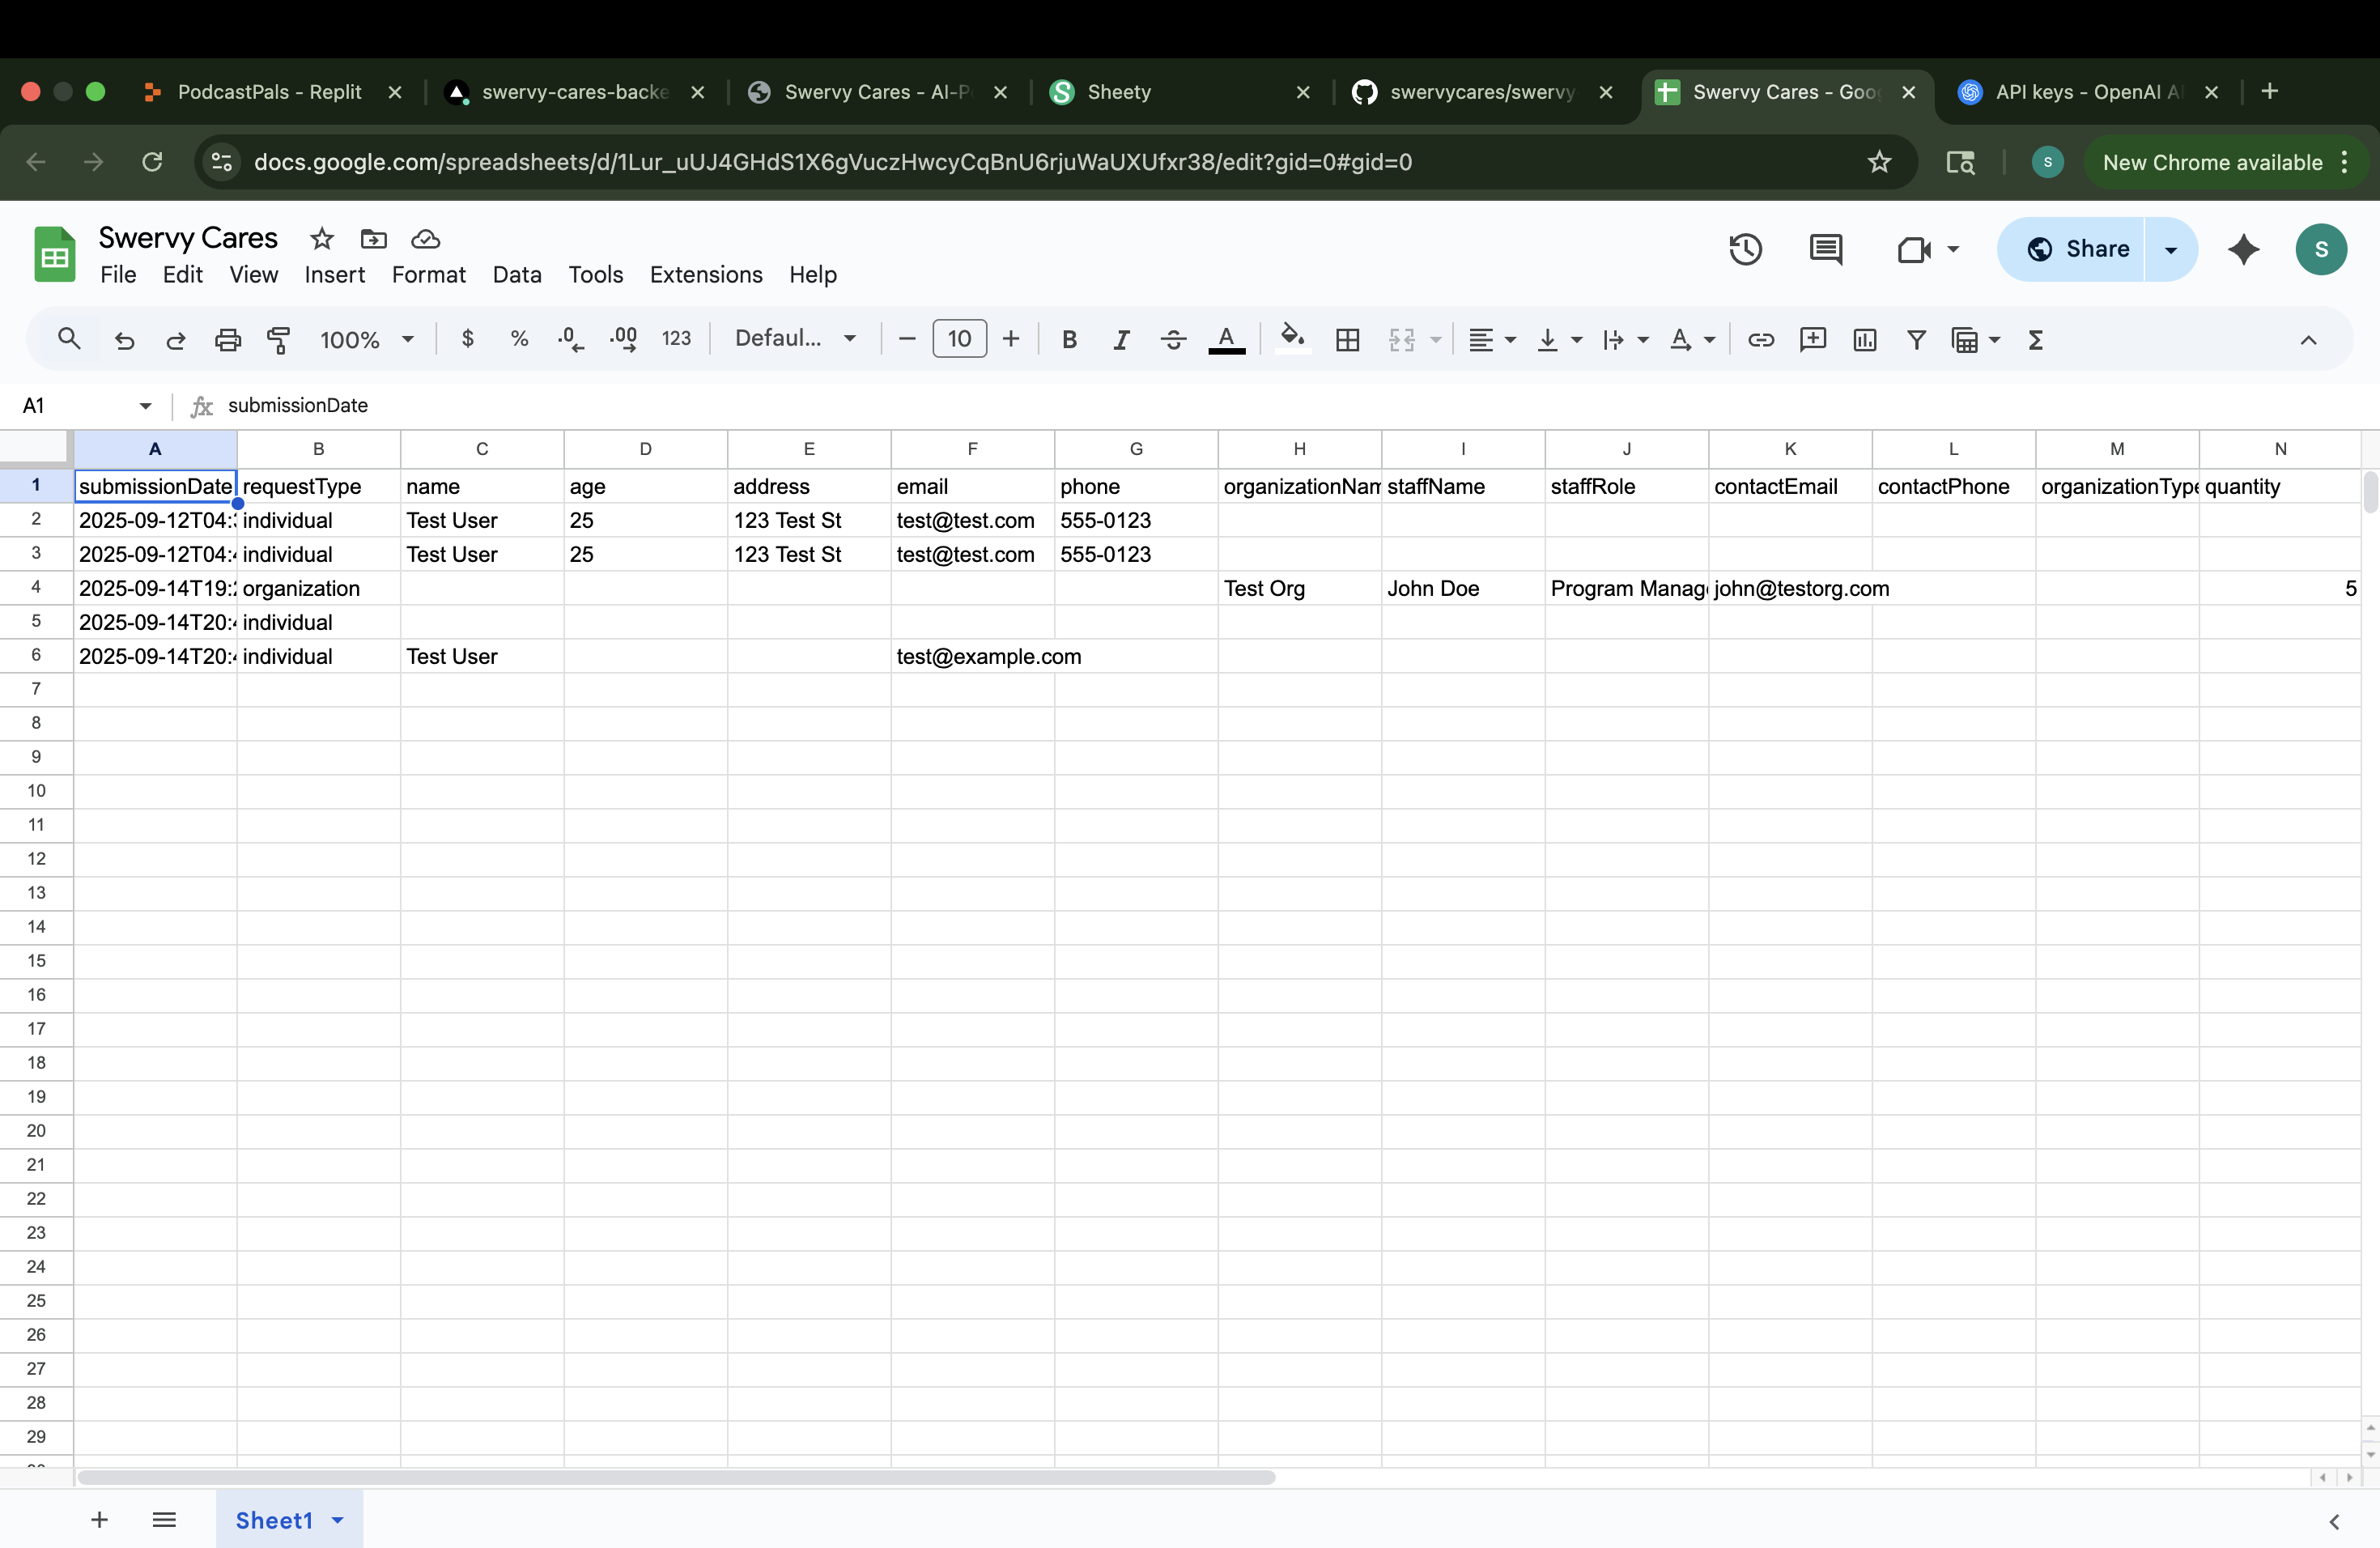 PodcastPals - Replit swervy-cares-backe Swervy Cares - AI-P Sheety swervycares/swervy Swervy Cares - Goo API keys - OpenAI A
docs.google.com/spreadsheets/d/1Lur_uUJ4GHdS1X6gVuczHwcyCqBnU6rjuWaUXUfxr38/edit?gid=0#gid=0 S New Chrome available
Swervy Cares
File Edit View Insert Format Data Tools Extensions Help
Share S
100% $ % .0 .00 123 Defaul... 10 B I A
A1 fx submissionDate
A B C D E F G H I J K L M N
1 submissionDate requestType name age address email phone organizationNam staffName staffRole contactEmail contactPhone organizationType quantity
2 2025-09-12T04:3 individual Test User 25 123 Test St test@test.com 555-0123
3 2025-09-12T04:4 individual Test User 25 123 Test St test@test.com 555-0123
4 2025-09-14T19:2 organization Test Org John Doe Program Manag john@testorg.com 5
5 2025-09-14T20:4 individual
6 2025-09-14T20:4 individual Test User test@example.com
7
8
9
10
11
12
13
14
15
16
17
18
19
20
21
22
23
24
25
26
27
28
29
Sheet1